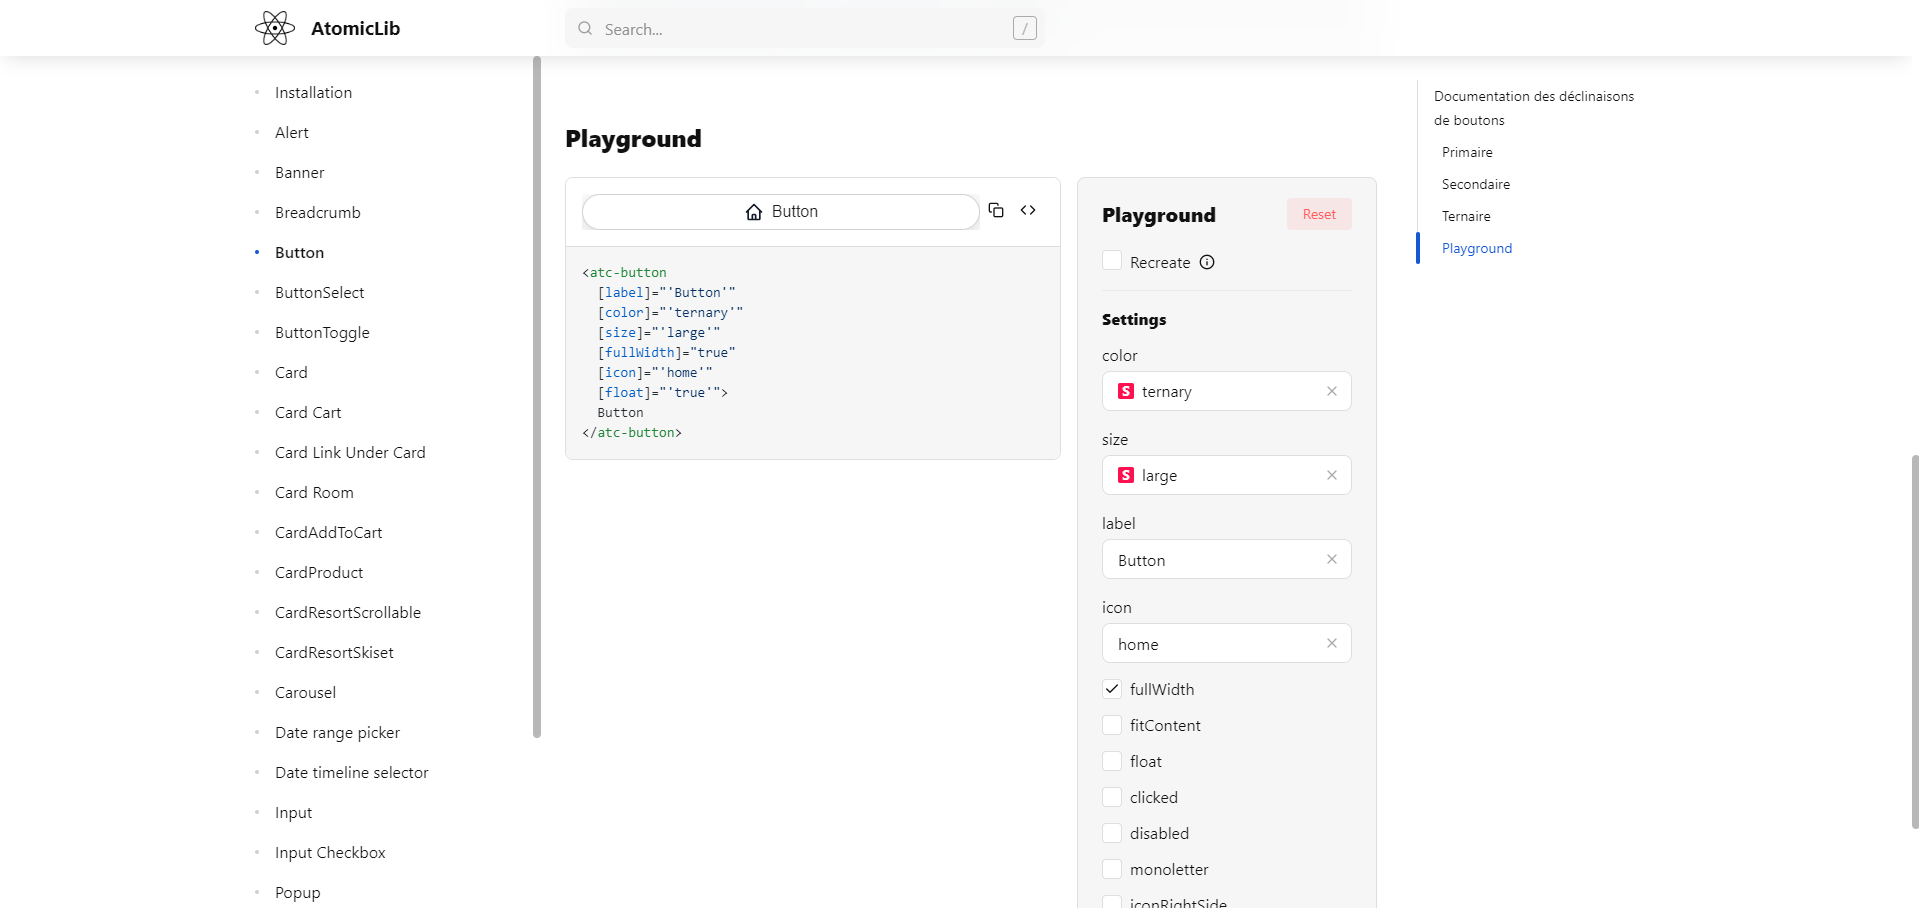 AtomicLib
Search...
/
Installation
Alert
Banner
Breadcrumb
Button
ButtonSelect
ButtonToggle
Card
Card Cart
Card Link Under Card
Card Room
CardAddToCart
CardProduct
CardResortScrollable
CardResortSkiset
Carousel
Date range picker
Date timeline selector
Input
Input Checkbox
Popup
Playground
Button
<atc-button
[label]="'Button'"
[color]="'ternary'"
[size]="'large'"
[fullWidth]="true"
[icon]="'home'"
[float]="'true'">
Button
</atc-button>
Playground
Reset
Recreate
Settings
color
S ternary
size
S large
label
Button
icon
home
fullWidth
fitContent
float
clicked
disabled
monoletter
iconRightSide
Documentation des déclinaisons
de boutons
Primaire
Secondaire
Ternaire
Playground